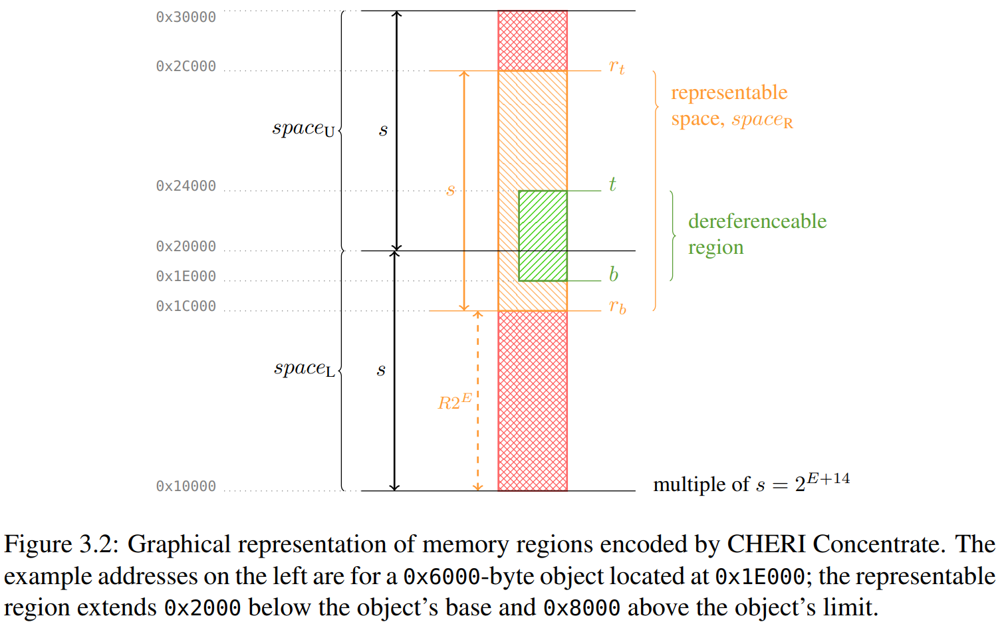 0x30000
0x2C000
r_t
representable
space, space_R
space_U
s
0x24000
s
t
dereferenceable
region
0x20000
0x1E000
b
0x1C000
r_b
space_L
s
R2^E
0x10000
multiple of s = 2^{E+14}
Figure 3.2: Graphical representation of memory regions encoded by CHERI Concentrate. The
example addresses on the left are for a 0x6000-byte object located at 0x1E000; the representable
region extends 0x2000 below the object's base and 0x8000 above the object's limit.